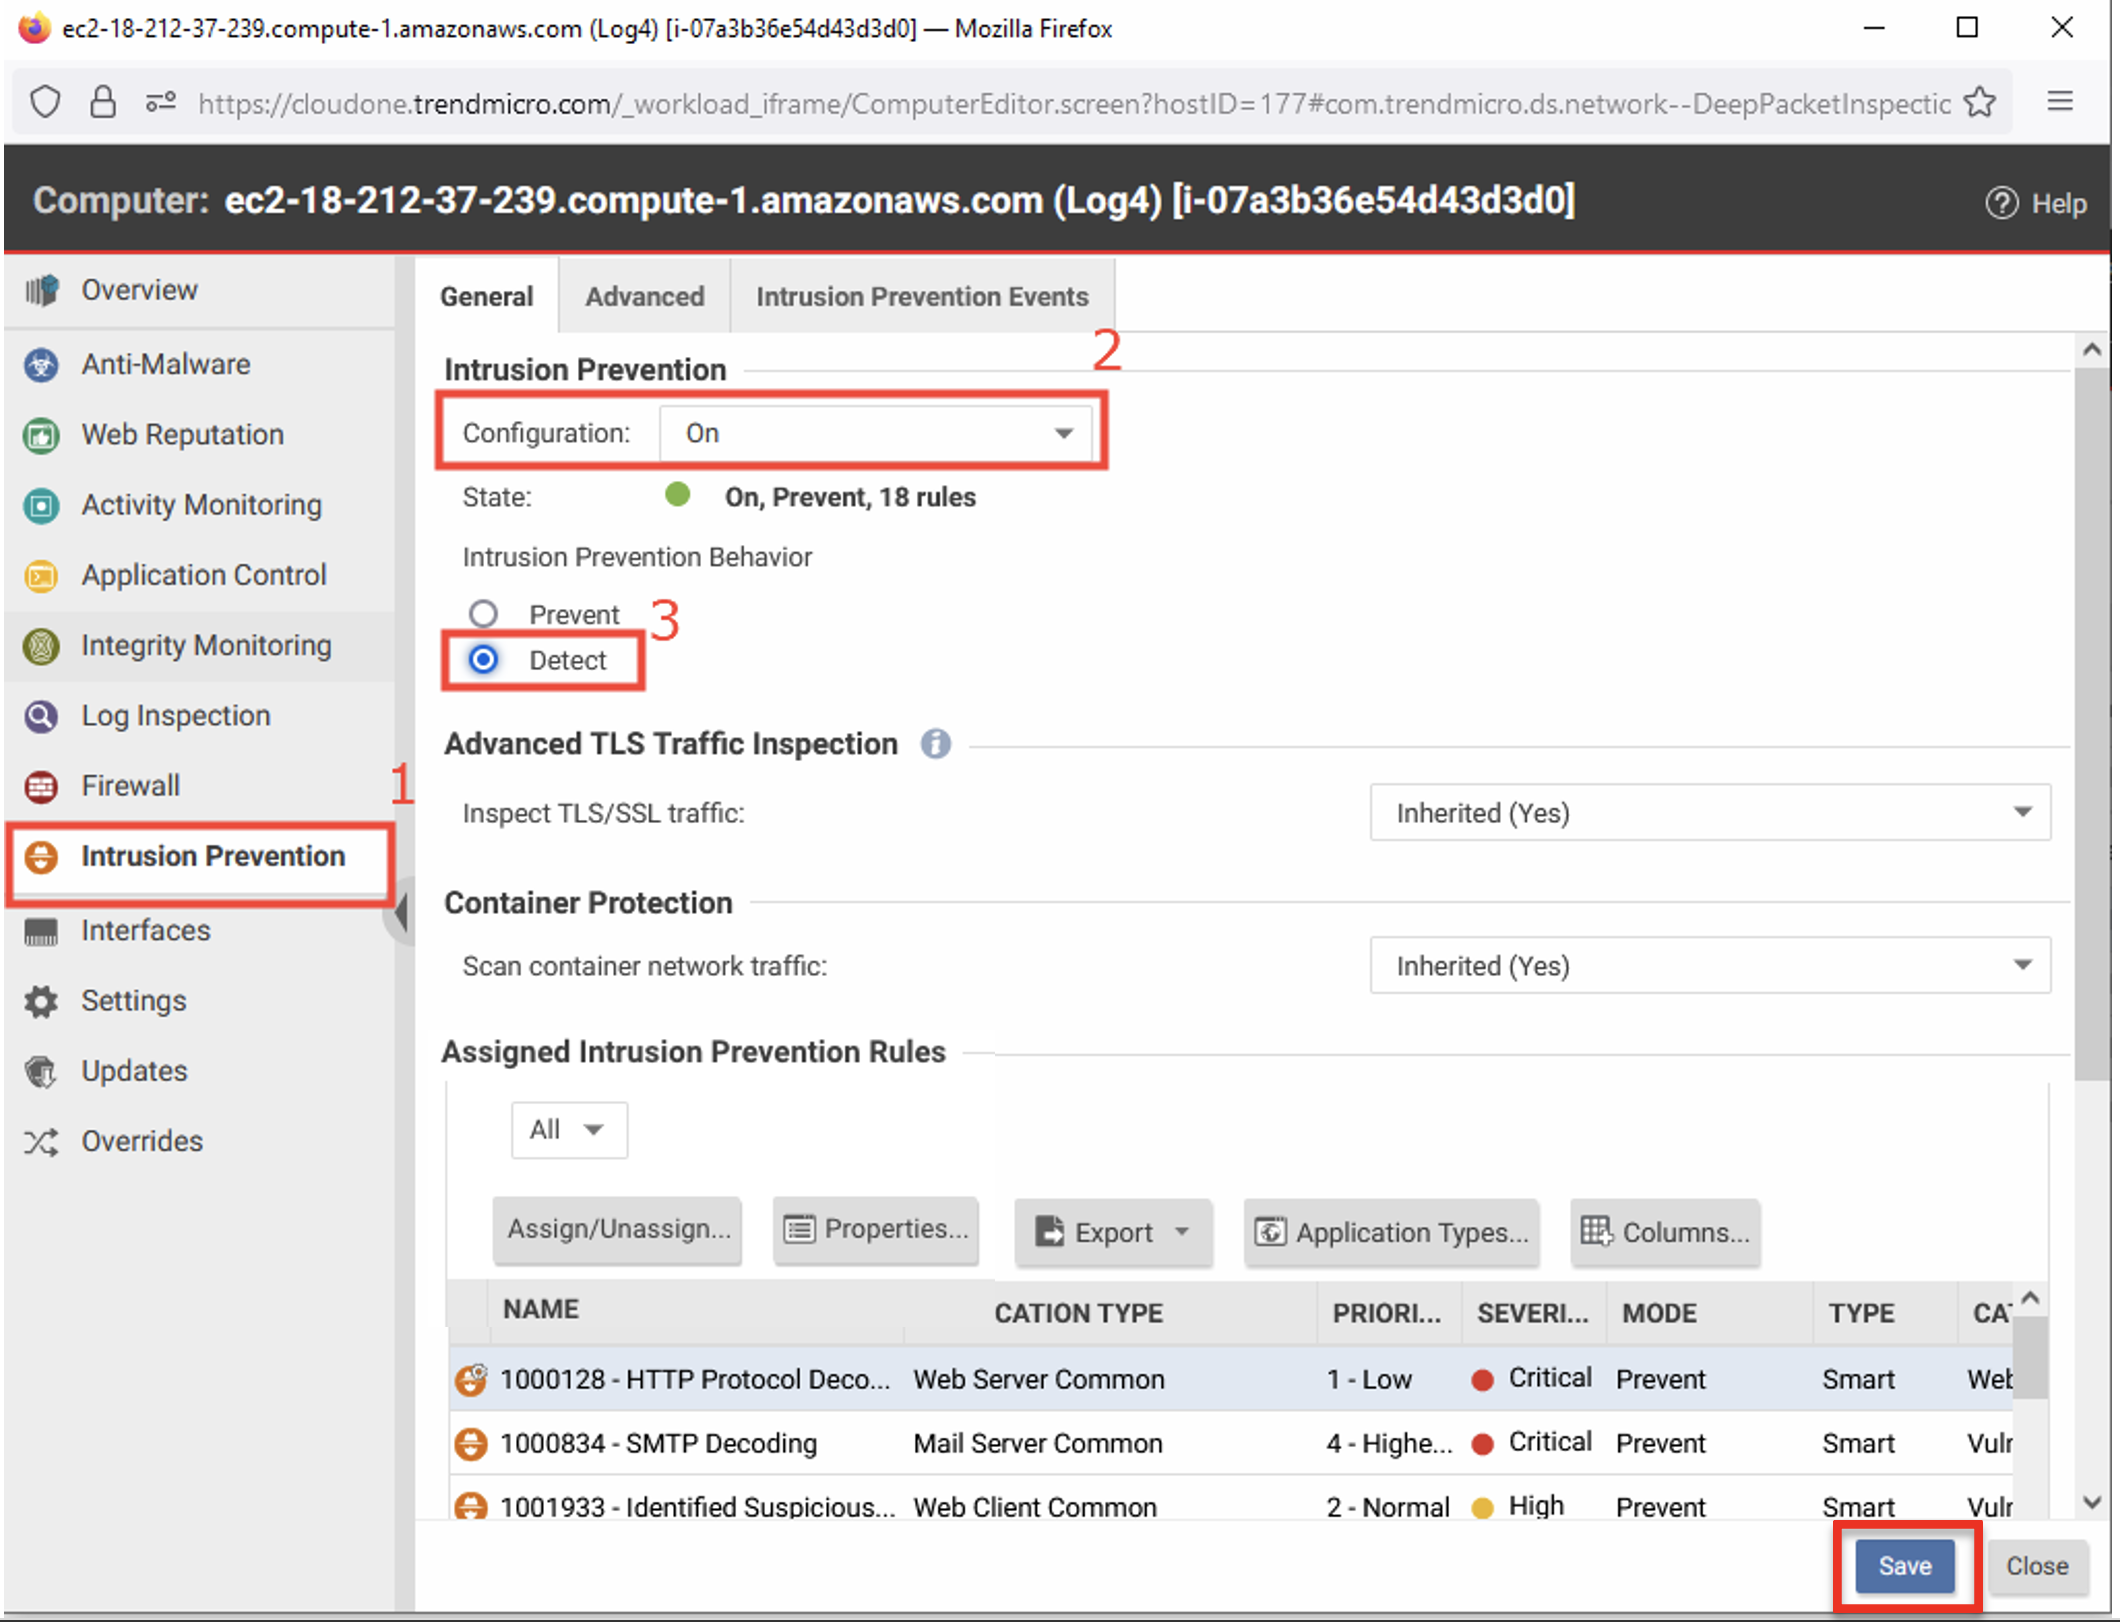 ec2-18-212-37-239.compute-1.amazonaws.com (Log4) [i-07a3b36e54d43d3d0] — Mozilla Firefox
https://cloudone.trendmicro.com/_workload_iframe/ComputerEditor.screen?hostID=177#com.trendmicro.ds.network--DeepPacketInspectic
Computer: ec2-18-212-37-239.compute-1.amazonaws.com (Log4) [i-07a3b36e54d43d3d0]
? Help
Overview
Anti-Malware
Web Reputation
Activity Monitoring
Application Control
Integrity Monitoring
Log Inspection
Firewall
1
Intrusion Prevention
Interfaces
Settings
Updates
Overrides
General
Advanced
Intrusion Prevention Events
2
Intrusion Prevention
Configuration: On
State: On, Prevent, 18 rules
Intrusion Prevention Behavior
Prevent
3
Detect
Advanced TLS Traffic Inspection i
Inspect TLS/SSL traffic: Inherited (Yes)
Container Protection
Scan container network traffic: Inherited (Yes)
Assigned Intrusion Prevention Rules
All
Assign/Unassign... Properties... Export Application Types... Columns...
NAME CATION TYPE PRIORI... SEVERI... MODE TYPE CAT
1000128 - HTTP Protocol Deco... Web Server Common 1 - Low Critical Prevent Smart Web
1000834 - SMTP Decoding Mail Server Common 4 - Highe... Critical Prevent Smart Vulr
1001933 - Identified Suspicious... Web Client Common 2 - Normal High Prevent Smart Vulr
Save Close